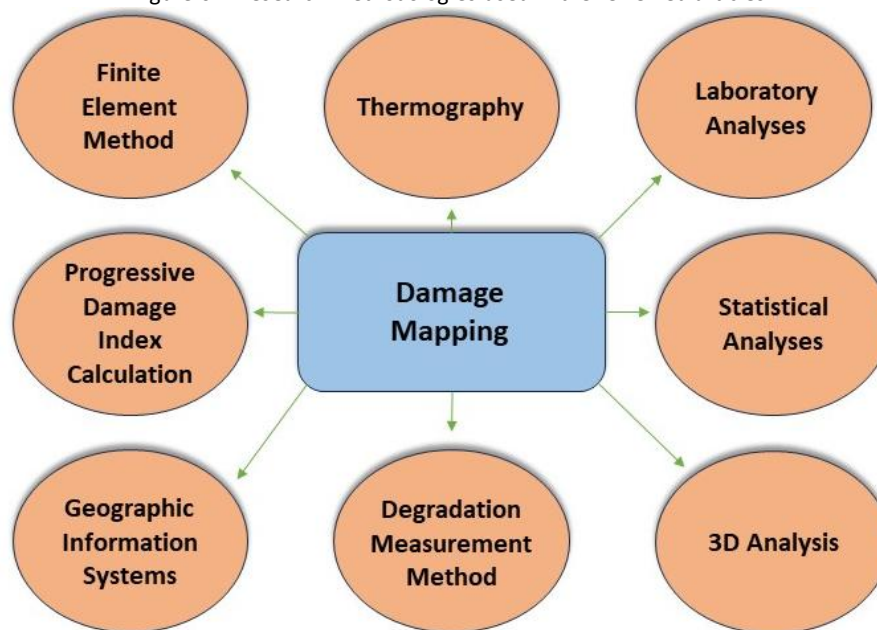 Finite
Element
Method
Thermography
Laboratory
Analyses
Progressive
Damage
Index
Calculation
Damage
Mapping
Statistical
Analyses
Geographic
Information
Systems
Degradation
Measurement
Method
3D Analysis